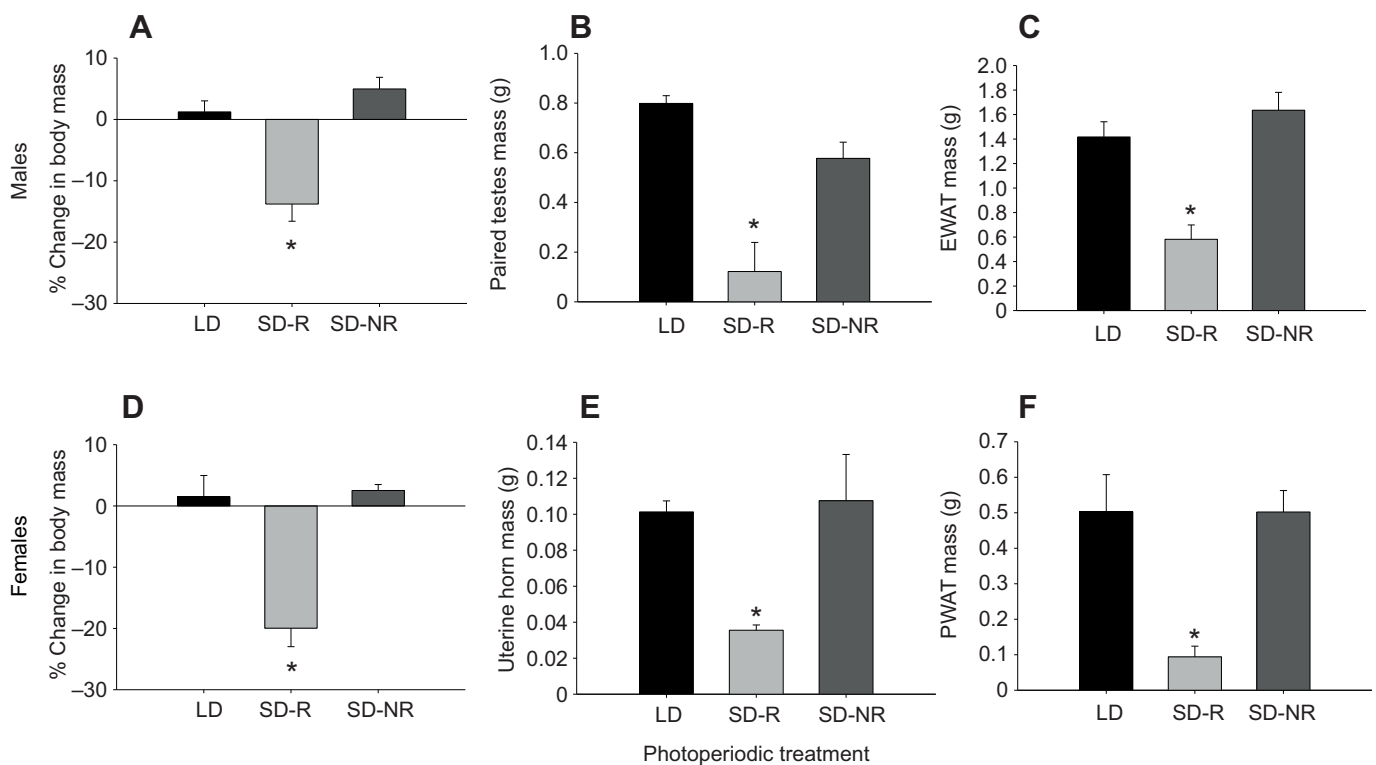 A
Males
% Change in body mass
10
0
–10
–20
–30
*
LD SD-R SD-NR
B
Paired testes mass (g)
1.0
0.8
0.6
0.4
0.2
0
*
LD SD-R SD-NR
C
EWAT mass (g)
2.0
1.8
1.6
1.4
1.2
1.0
0.8
0.6
0.4
0.2
0
*
LD SD-R SD-NR
D
Females
% Change in body mass
10
0
–10
–20
–30
*
LD SD-R SD-NR
E
Uterine horn mass (g)
0.14
0.12
0.10
0.08
0.06
0.04
0.02
0
*
LD SD-R SD-NR
F
PWAT mass (g)
0.7
0.6
0.5
0.4
0.3
0.2
0.1
0
*
LD SD-R SD-NR
Photoperiodic treatment